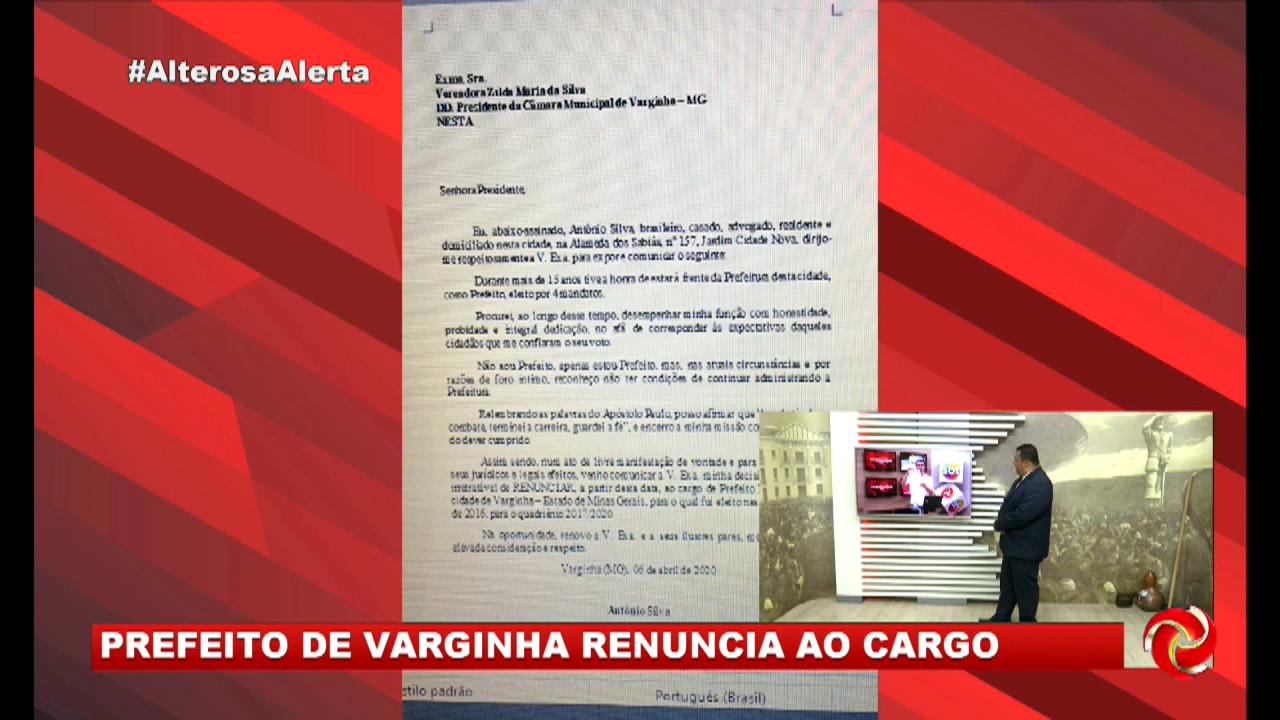 #AlterosaAlerta
Exma. Sra.
Vereadora Zilda Maria da Silva
DD. Presidente da Câmara Municipal de Varginha – MG
NESTA
Senhora Presidente,
Eu, abaixo assinado, Antônio Silva, brasileiro, casado, advogado, residente e
domiciliado nesta cidade, na Alameda dos Sabiás, nº 157, Jardim Cidade Nova, dirijo-
me respeitosamente a V. Exa. para expor e comunicar o seguinte:
Durante mais de 15 anos tive a honra de estar à frente da Prefeitura desta cidade,
como Prefeito, eleito por 4 mandatos.
Procurei, ao longo desse tempo, desempenhar minha função com honestidade,
probidade e integral dedicação, no afã de corresponder às expectativas daqueles
cidadãos que me confiaram o seu voto.
Não sou Prefeito, apenas estou Prefeito, mas, nas atuais circunstâncias e por
razões de foro íntimo, reconheço não ter condições de continuar administrando a
Prefeitura.
Relembrando as palavras do Apóstolo Paulo, posso afirmar que
combate, terminei a carreira, guardei a fé", e encerro a minha missão
do dever cumprido.
Assim sendo, num ato de livre manifestação de vontade e para
seus jurídicos e legais efeitos, venho comunicar a V. Exa. minha
irretratável de RENUNCIAR, a partir desta data, ao cargo de Prefeito
cidade de Varginha – Estado de Minas Gerais, para o qual fui eleito
de 2016, para o quadriênio 2017/2020.
Na oportunidade, renovo a V. Exa. e a seus ilustres pares,
elevada consideração e respeito.
Varginha (MG), 06 de abril de 2020
Antônio Silva
PREFEITO DE VARGINHA RENUNCIA AO CARGO
stilo padrão
Português (Brasil)